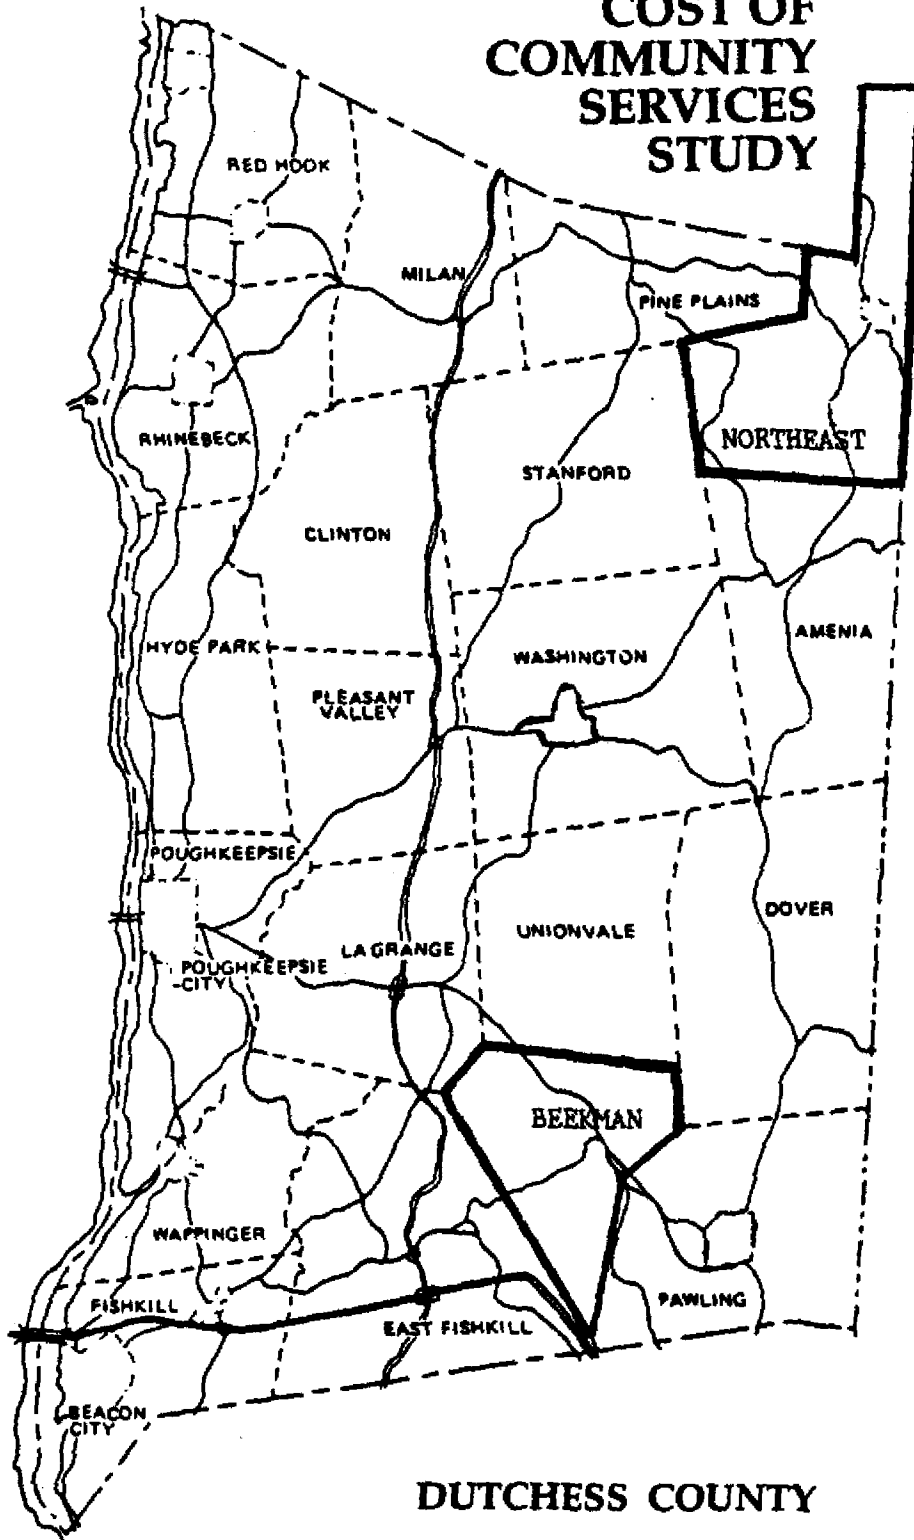 COST OF
COMMUNITY
SERVICES
STUDY
RED HOOK
MILAN
PINE PLAINS
RHINEBECK
NORTHEAST
STANFORD
CLINTON
HYDE PARK
WASHINGTON
AMENIA
PLEASANT
VALLEY
POUGHKEEPSIE
LA GRANGE
UNIONVALE
DOVER
POUGHKEEPSIE
-CITY
BEEKMAN
WAPPINGER
FISHKILL
EAST FISHKILL
PAWLING
BEACON
CITY
DUTCHESS COUNTY